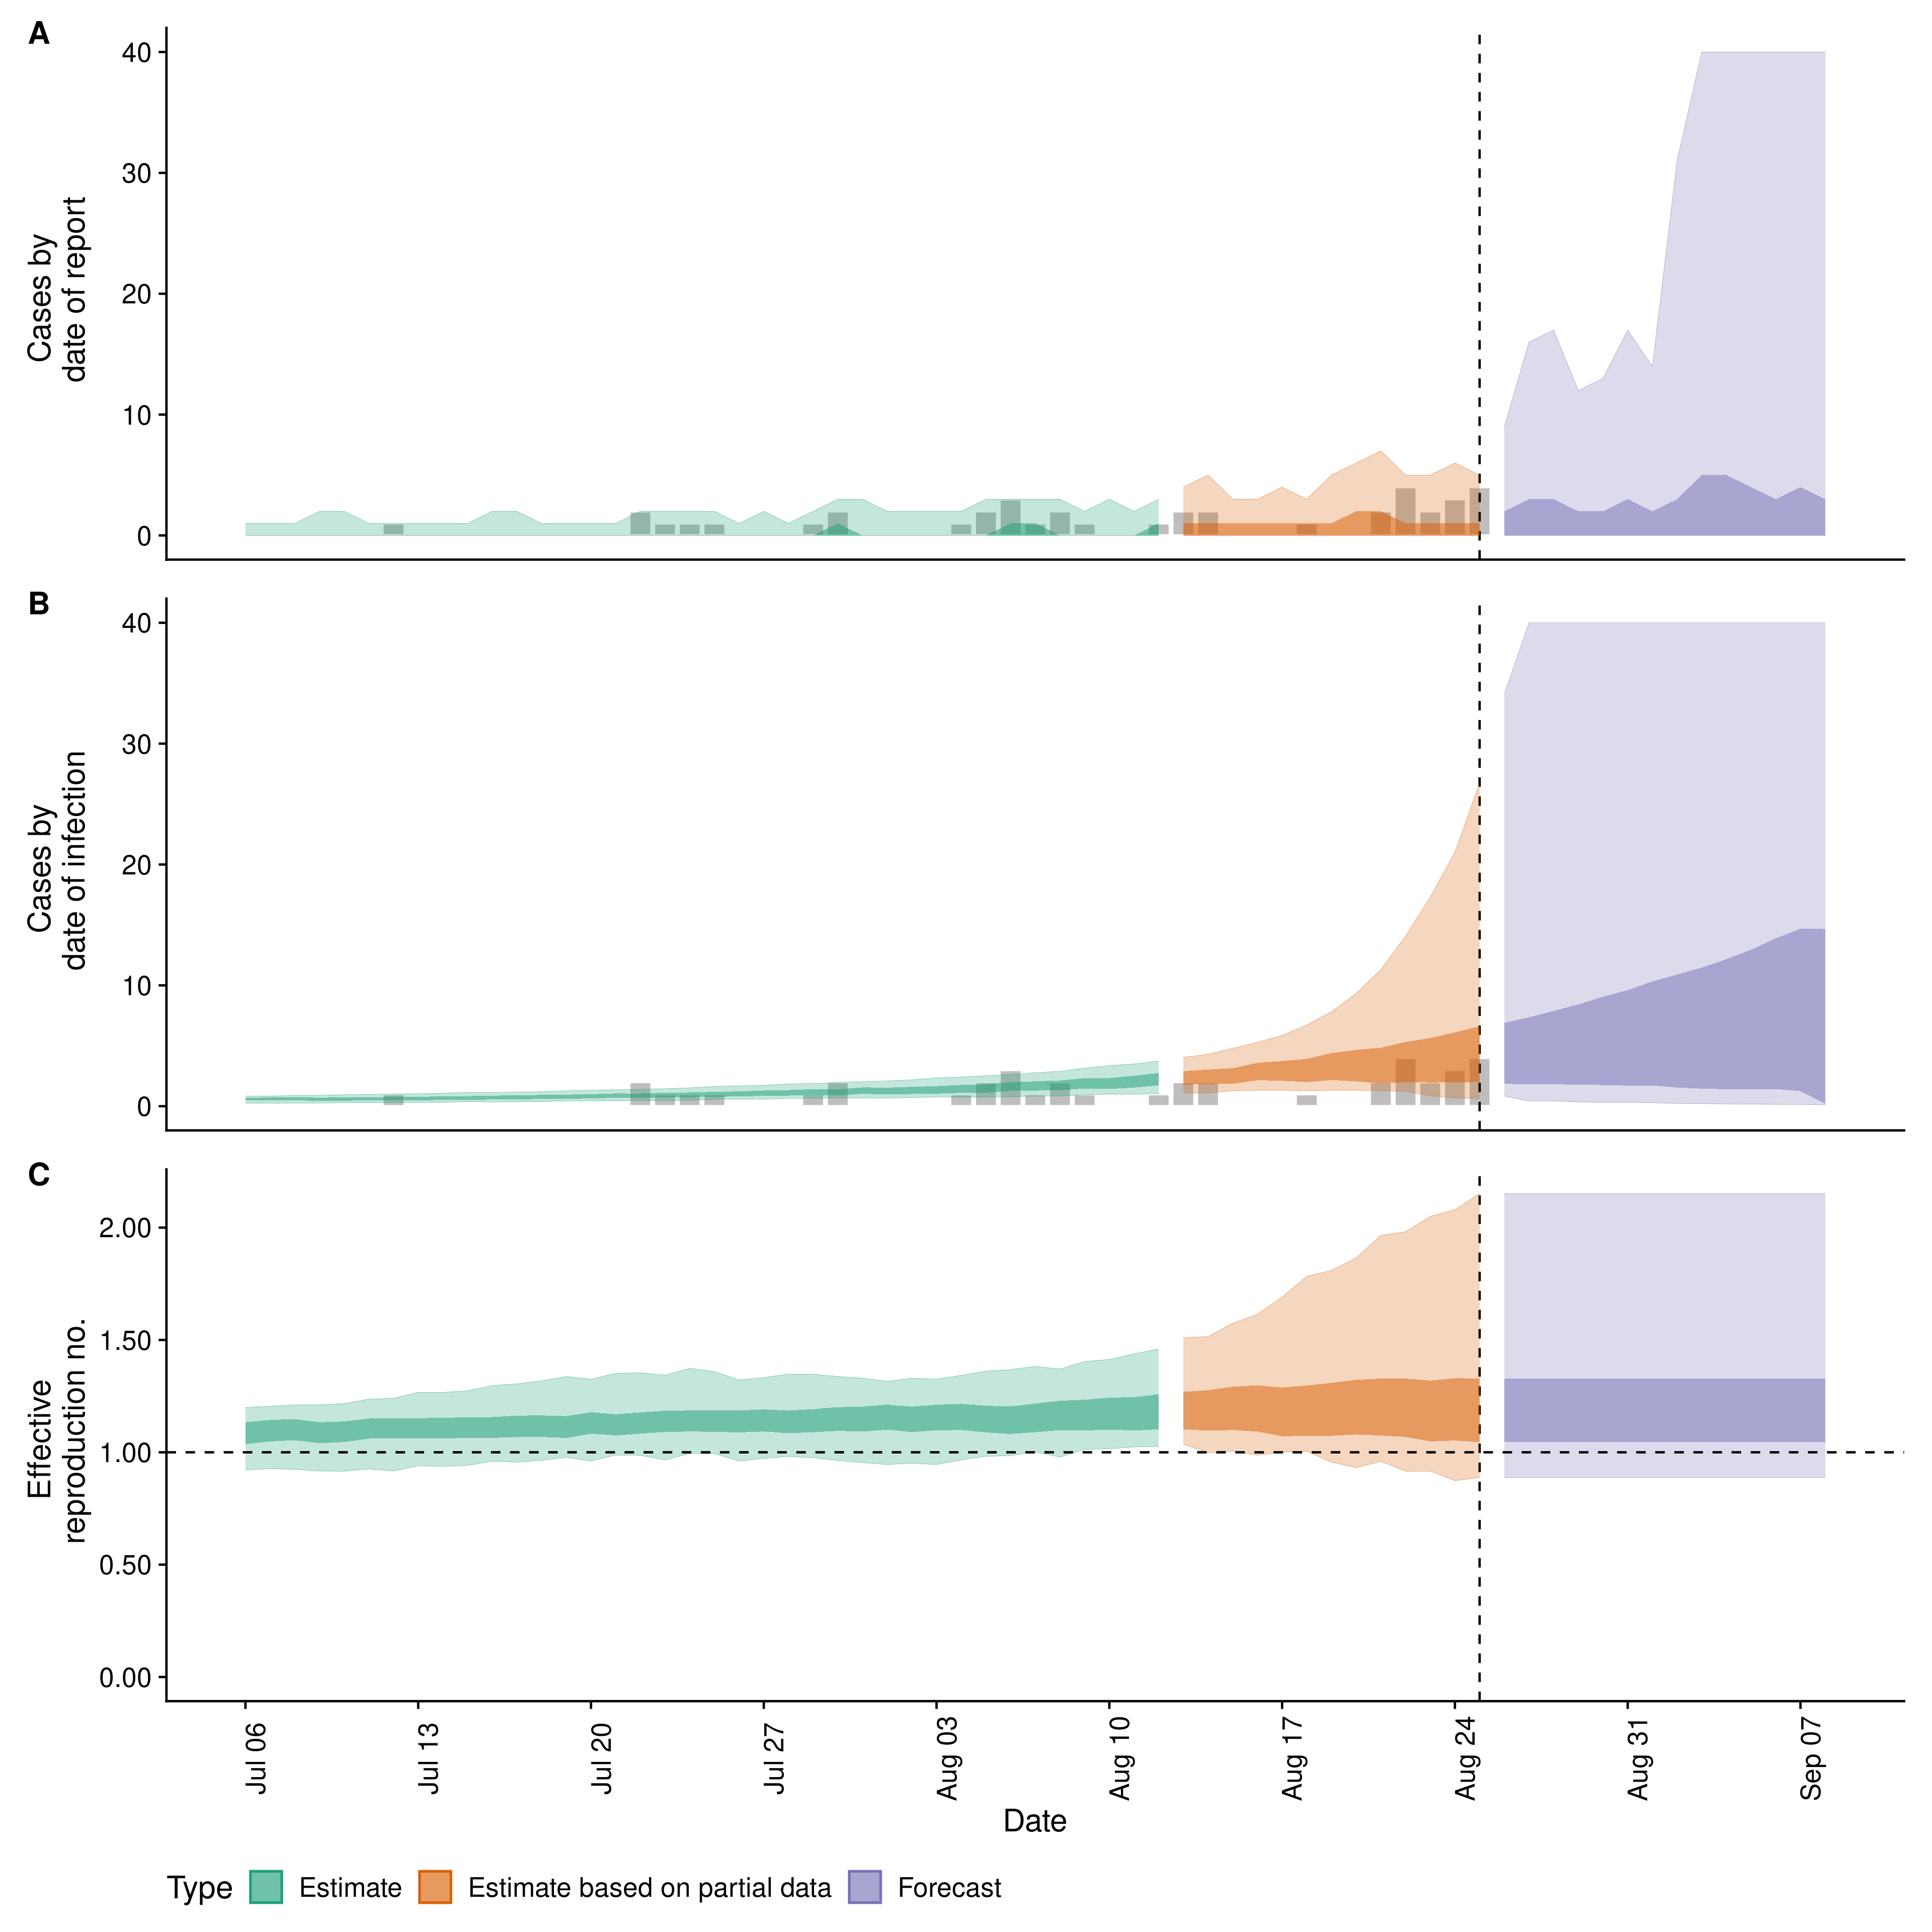 A
40
30
20
10
0
Cases by
date of report
B
40
30
20
10
0
Cases by
date of infection
C
2.00
1.50
1.00
0.50
0.00
Effective
reproduction no.
Jul 06
Jul 13
Jul 20
Jul 27
Aug 03
Aug 10
Aug 17
Aug 24
Aug 31
Sep 07
Date
Type Estimate Estimate based on partial data Forecast